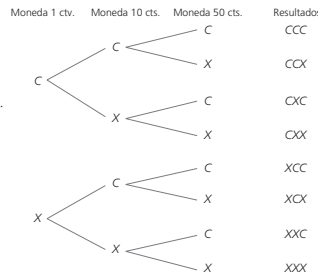 Moneda 1 ctv. Moneda 10 cts. Moneda 50 cts. Resultados
C CCC
C
X CCX
C
C CXC
X
X CXX
C XCC
C
X XCX
X
C XXC
X
X XXX